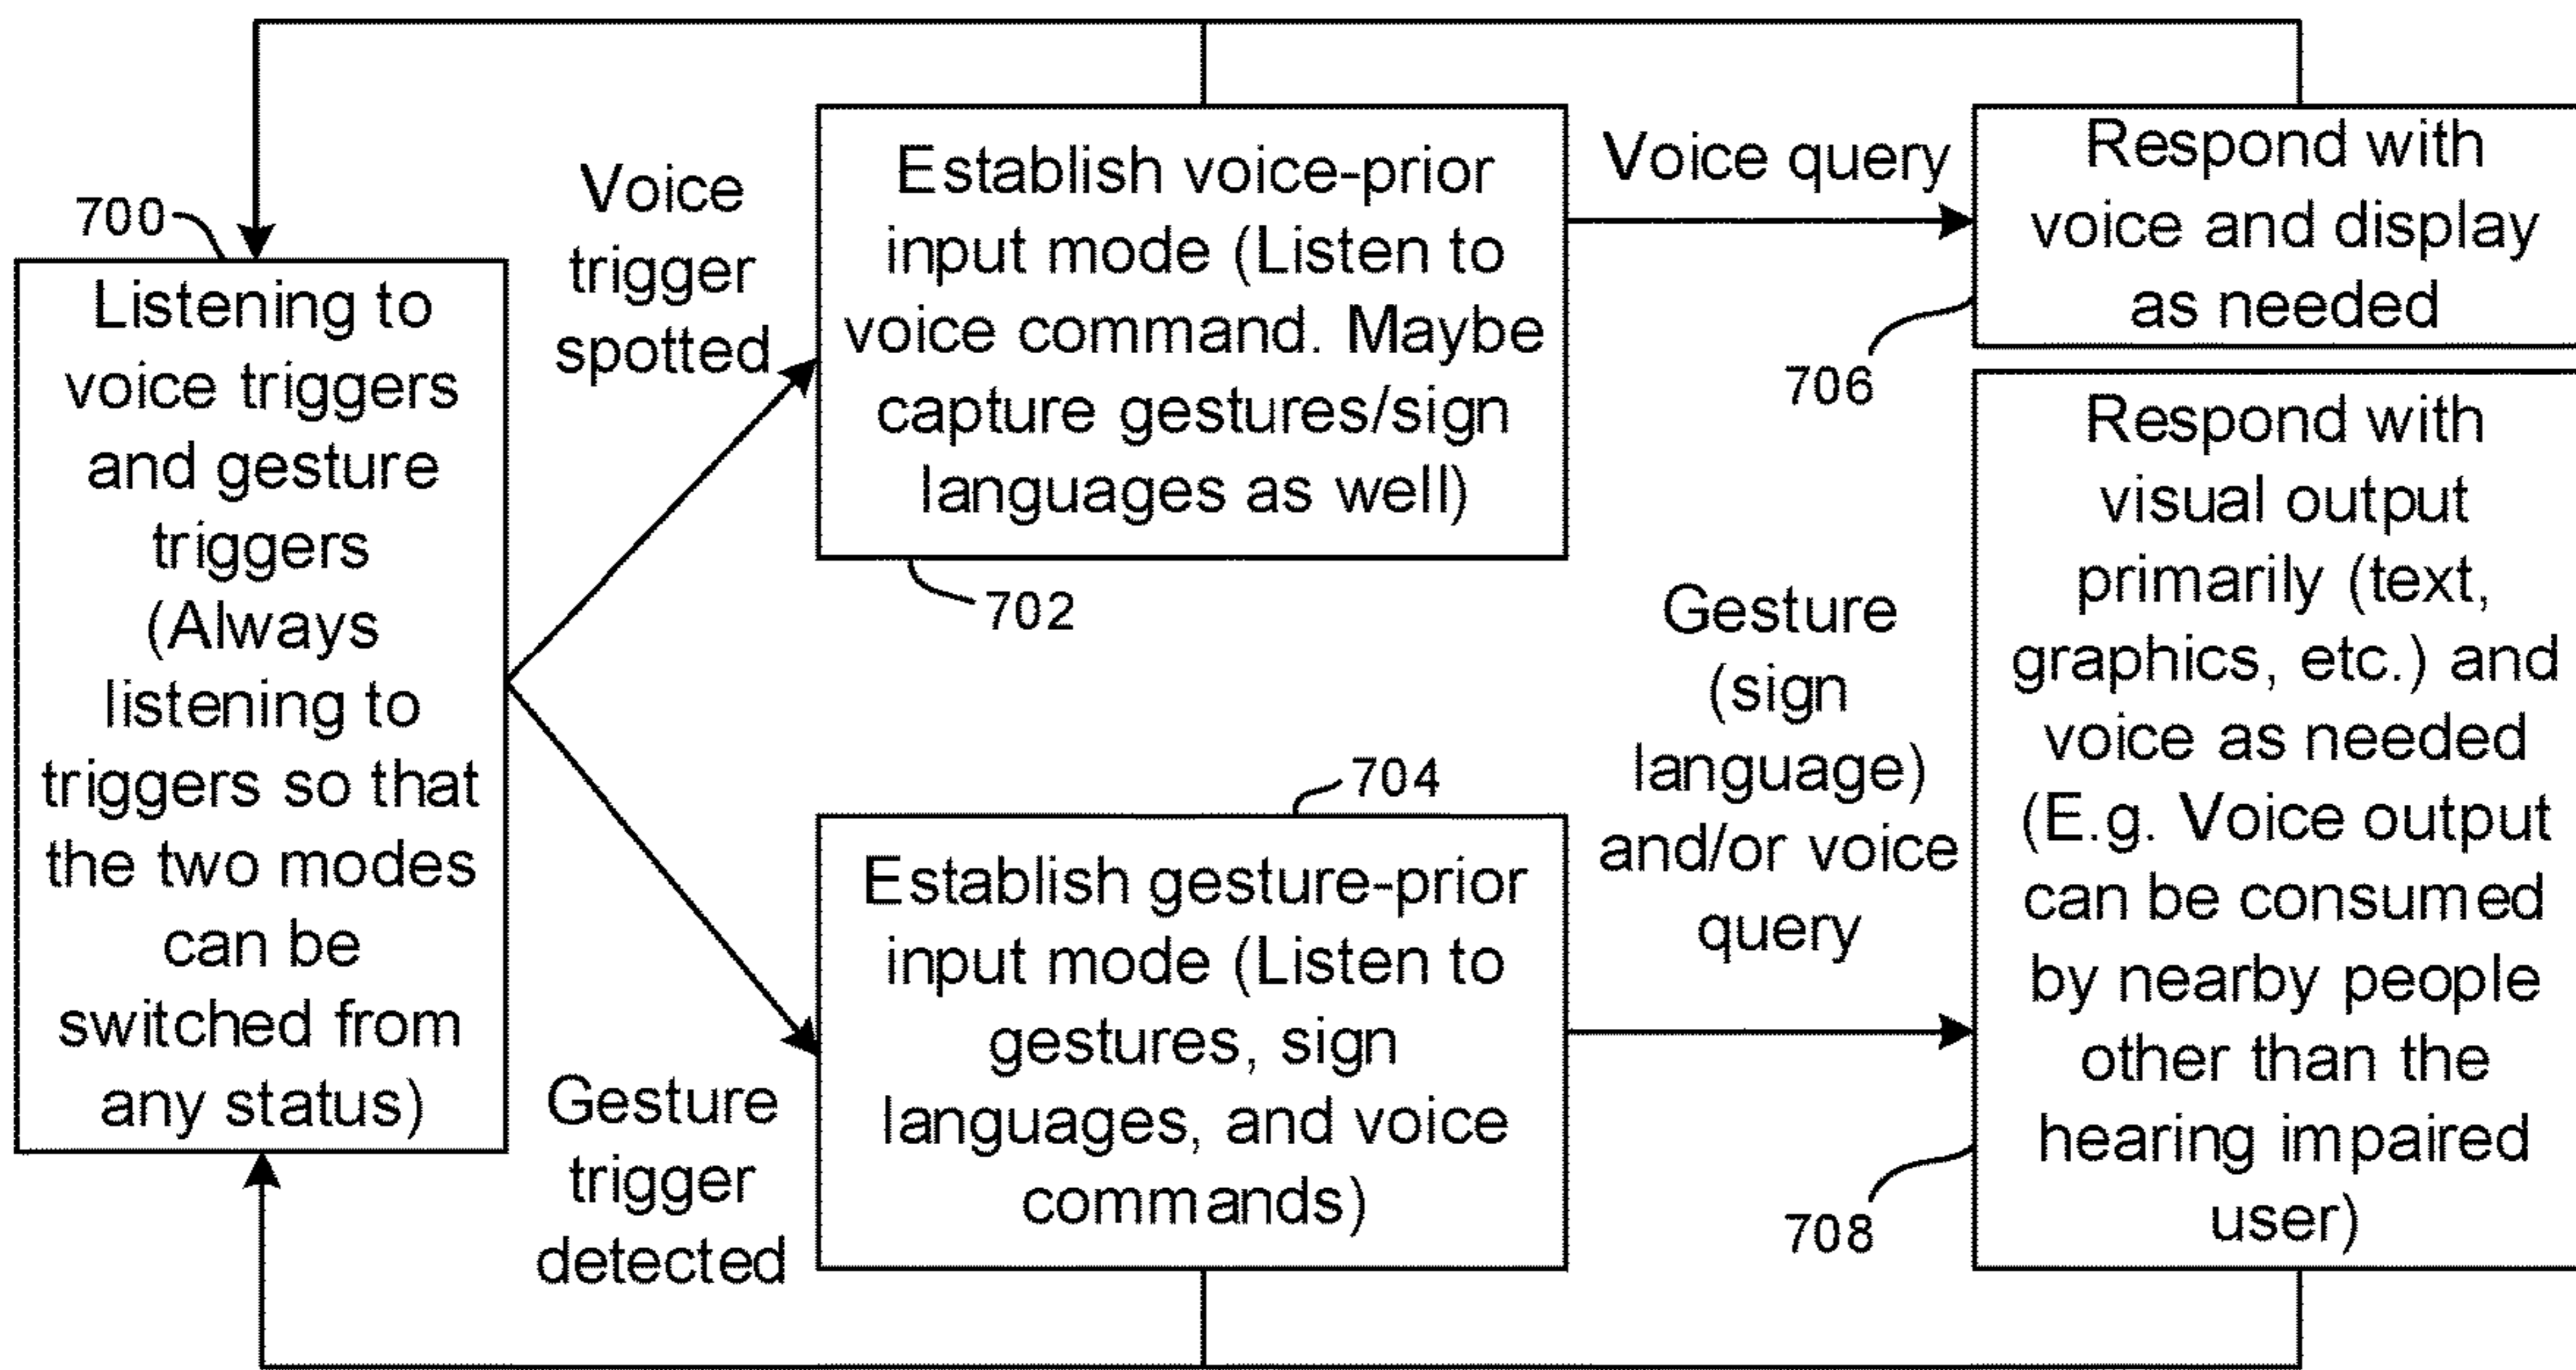 700
Listening to
voice triggers
and gesture
triggers
(Always
listening to
triggers so that
the two modes
can be
switched from
any status)
Voice
trigger
spotted
Establish voice-prior
input mode (Listen to
voice command. Maybe
capture gestures/sign
languages as well)
702
Voice query
Respond with
voice and display
as needed
706
Gesture
trigger
detected
704
Establish gesture-prior
input mode (Listen to
gestures, sign
languages, and voice
commands)
Gesture
(sign
language)
and/or voice
query
Respond with
visual output
primarily (text,
graphics, etc.) and
voice as needed
(E.g. Voice output
can be consumed
by nearby people
other than the
hearing impaired
user)
708